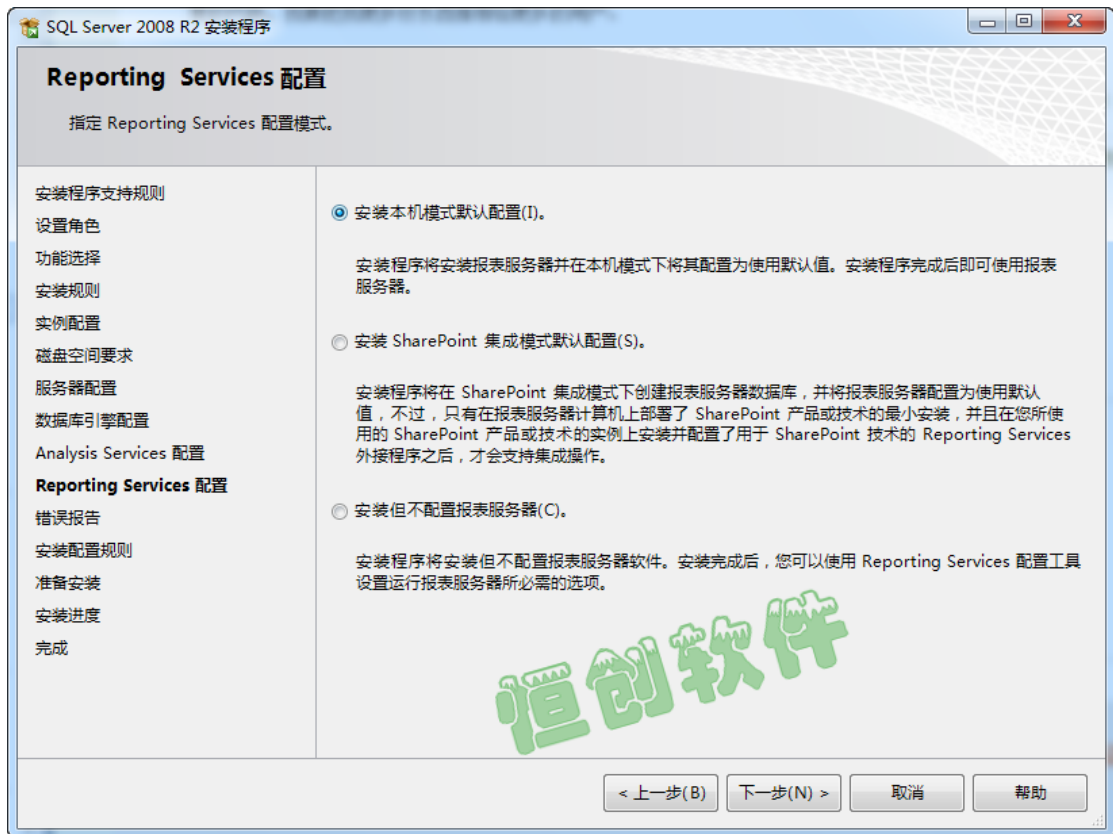 SQL Server 2008 R2 安装程序
Reporting Services 配置
指定 Reporting Services 配置模式。
安装程序支持规则
设置角色
功能选择
安装规则
实例配置
磁盘空间要求
服务器配置
数据库引擎配置
Analysis Services 配置
Reporting Services 配置
错误报告
安装配置规则
准备安装
安装进度
完成
安装本机模式默认配置(I)。
安装程序将安装报表服务器并在本机模式下将其配置为使用默认值。安装程序完成后即可使用报表
服务器。
安装 SharePoint 集成模式默认配置(S)。
安装程序将在 SharePoint 集成模式下创建报表服务器数据库，并将报表服务器配置为使用默认
值，不过，只有在报表服务器计算机上部署了 SharePoint 产品或技术的最小安装，并且在您所使
用的 SharePoint 产品或技术的实例上安装并配置了用于 SharePoint 技术的 Reporting Services
外接程序之后，才会支持集成操作。
安装但不配置报表服务器(C)。
安装程序将安装但不配置报表服务器软件。安装完成后，您可以使用 Reporting Services 配置工具
设置运行报表服务器所必需的选项。
恒创软件
< 上一步(B)
下一步(N) >
取消
帮助